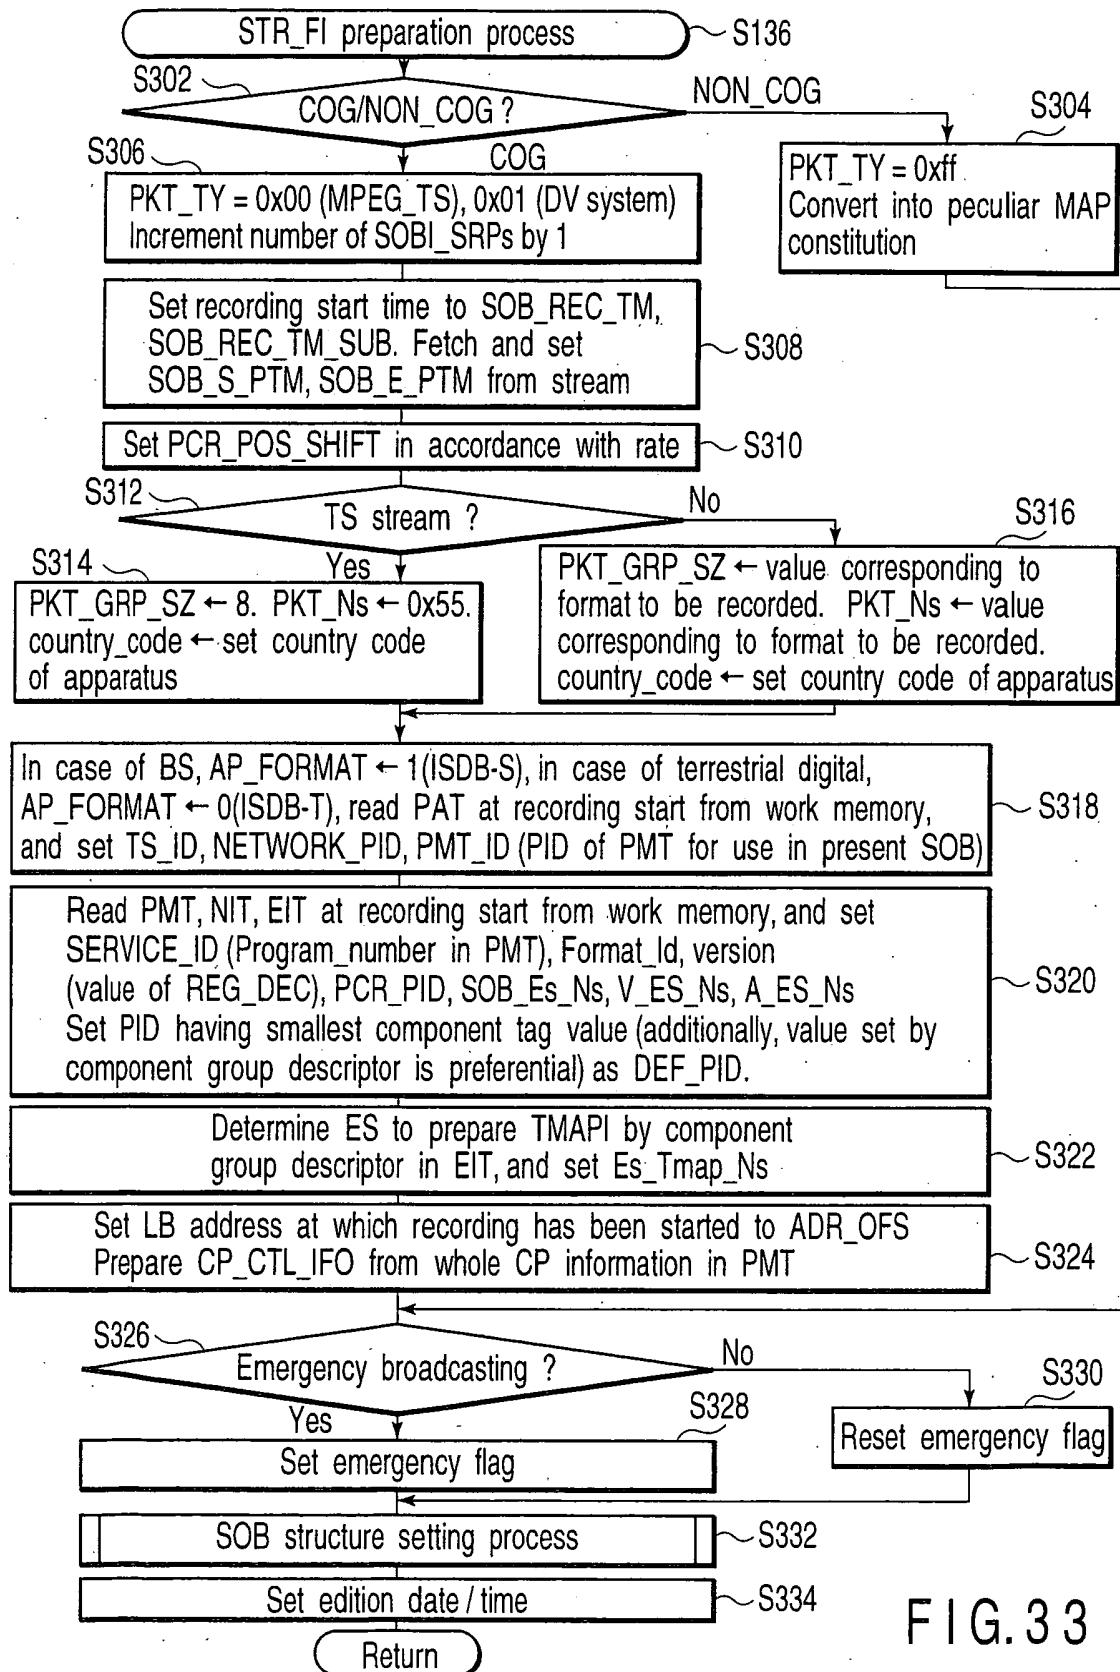 STR_FI preparation process
S136
S302
COG/NON_COG ?
NON_COG
S304
PKT_TY = 0xff
Convert into peculiar MAP
constitution
S306
COG
PKT_TY = 0x00 (MPEG_TS), 0x01 (DV system)
Increment number of SOBI_SRPs by 1
Set recording start time to SOB_REC_TM,
SOB_REC_TM_SUB. Fetch and set
SOB_S_PTM, SOB_E_PTM from stream
S308
Set PCR_POS_SHIFT in accordance with rate
S310
S312
TS stream ?
No
Yes
S314
PKT_GRP_SZ ← 8. PKT_Ns ← 0x55.
country_code ← set country code
of apparatus
S316
PKT_GRP_SZ ← value corresponding to
format to be recorded. PKT_Ns ← value
corresponding to format to be recorded.
country_code ← set country code of apparatus
In case of BS, AP_FORMAT ← 1(ISDB-S), in case of terrestrial digital,
AP_FORMAT ← 0(ISDB-T), read PAT at recording start from work memory,
and set TS_ID, NETWORK_PID, PMT_ID (PID of PMT for use in present SOB)
S318
Read PMT, NIT, EIT at recording start from work memory, and set
SERVICE_ID (Program_number in PMT), Format_Id, version
(value of REG_DEC), PCR_PID, SOB_Es_Ns, V_ES_Ns, A_ES_Ns
Set PID having smallest component tag value (additionally, value set by
component group descriptor is preferential) as DEF_PID.
S320
Determine ES to prepare TMAPI by component
group descriptor in EIT, and set Es_Tmap_Ns
S322
Set LB address at which recording has been started to ADR_OFS
Prepare CP_CTL_IFO from whole CP information in PMT
S324
S326
Emergency broadcasting ?
No
Yes
S328
Set emergency flag
S330
Reset emergency flag
SOB structure setting process
S332
Set edition date / time
S334
Return
FIG.33